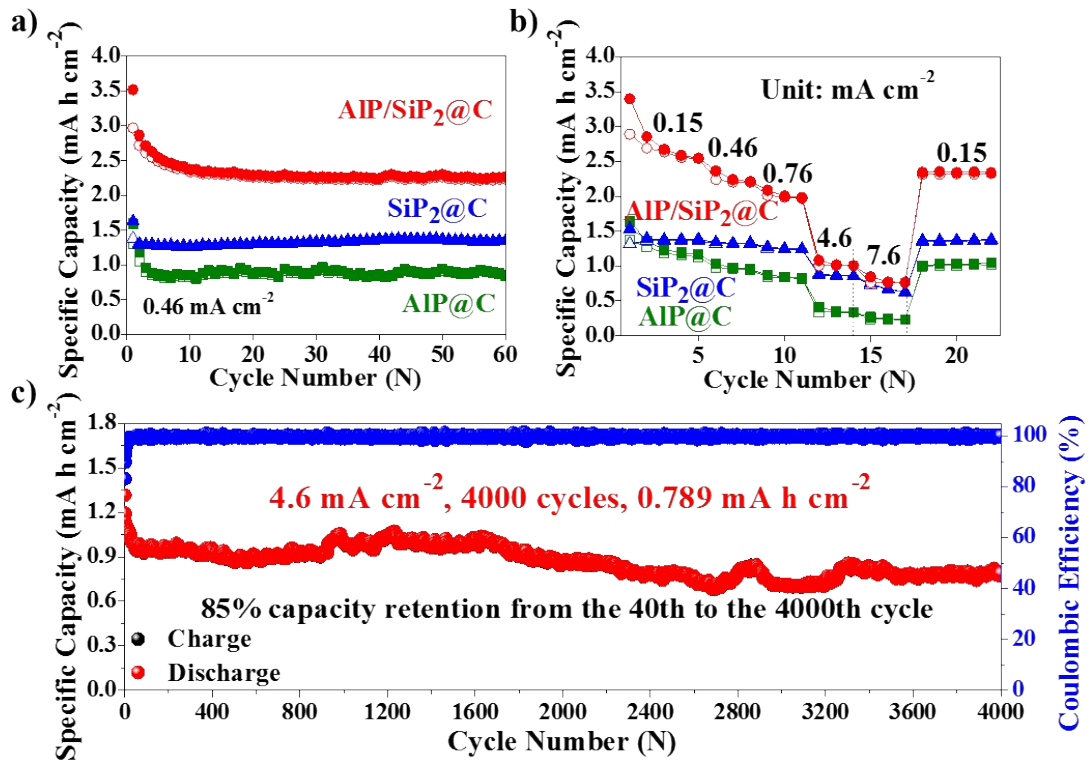 a)
Specific Capacity (mA h cm⁻²)
4.0
3.5
3.0
2.5
2.0
1.5
1.0
0.5
0.0
AlP/SiP₂@C
SiP₂@C
AlP@C
0.46 mA cm⁻²
0 10 20 30 40 50 60
Cycle Number (N)
b)
Specific Capacity (mA h cm⁻²)
4.0
3.5
3.0
2.5
2.0
1.5
1.0
0.5
0.0
Unit: mA cm⁻²
0.15
0.46
0.76
4.6
7.6
0.15
AlP/SiP₂@C
SiP₂@C
AlP@C
5 10 15 20
Cycle Number (N)
c)
Specific Capacity (mA h cm⁻²)
1.8
1.5
1.2
0.9
0.6
0.3
0.0
4.6 mA cm⁻², 4000 cycles, 0.789 mA h cm⁻²
85% capacity retention from the 40th to the 4000th cycle
Charge
Discharge
0 400 800 1200 1600 2000 2400 2800 3200 3600 4000
Cycle Number (N)
100
80
60
40
20
0
Coulombic Efficiency (%)